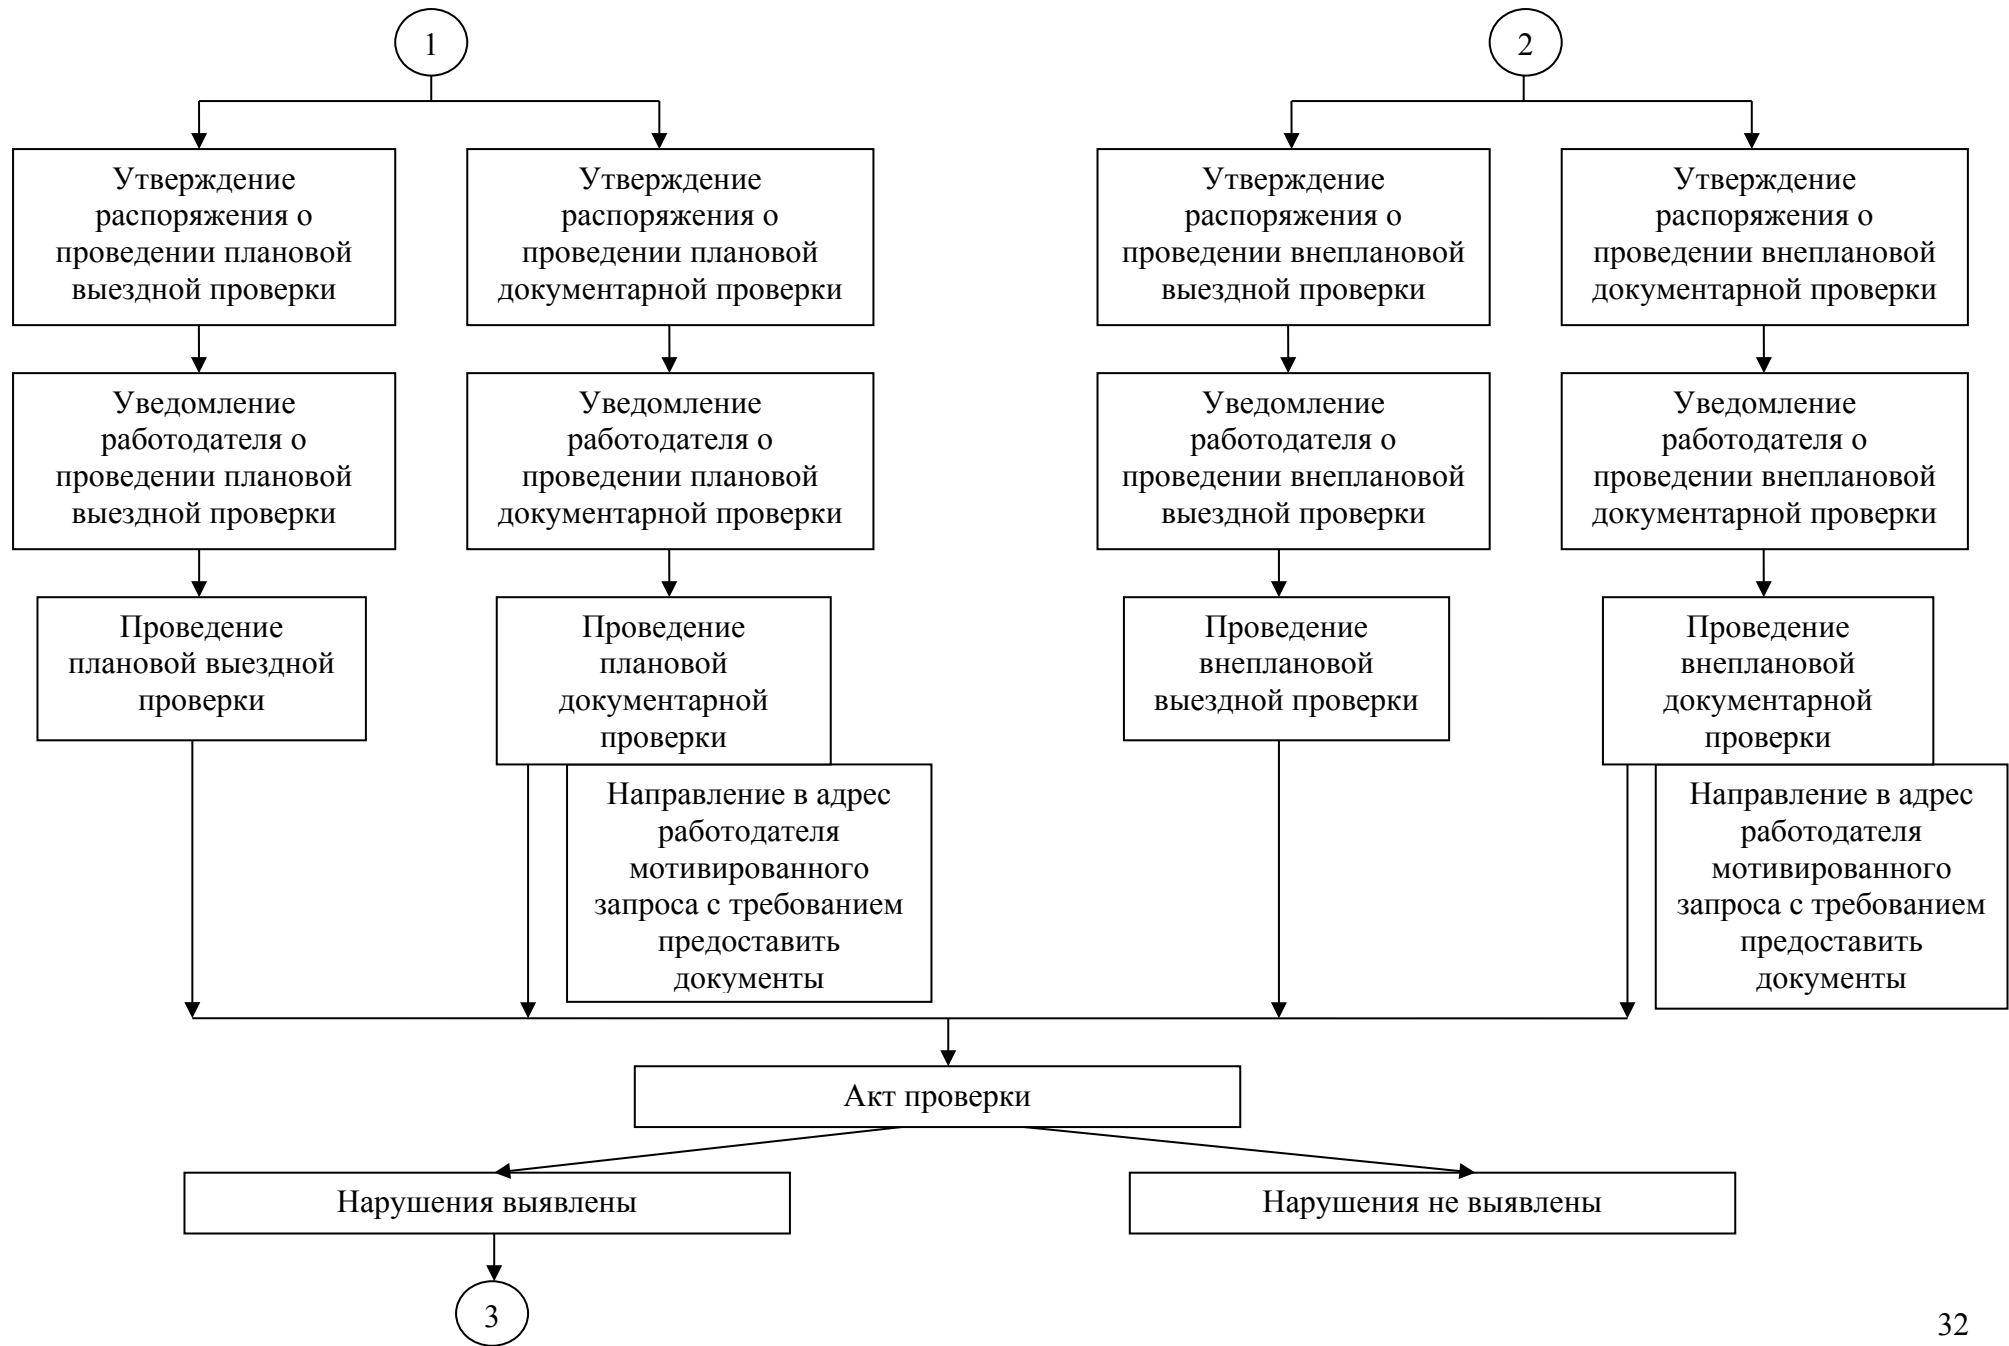 1
2
Утверждение
распоряжения о
проведении плановой
выездной проверки
Утверждение
распоряжения о
проведении плановой
документарной проверки
Утверждение
распоряжения о
проведении внеплановой
выездной проверки
Утверждение
распоряжения о
проведении внеплановой
документарной проверки
Уведомление
работодателя о
проведении плановой
выездной проверки
Уведомление
работодателя о
проведении плановой
документарной проверки
Уведомление
работодателя о
проведении внеплановой
выездной проверки
Уведомление
работодателя о
проведении внеплановой
документарной проверки
Проведение
плановой выездной
проверки
Проведение
плановой
документарной
проверки
Проведение
внеплановой
выездной проверки
Проведение
внеплановой
документарной
проверки
Направление в адрес
работодателя
мотивированного
запроса с требованием
предоставить
документы
Направление в адрес
работодателя
мотивированного
запроса с требованием
предоставить
документы
Акт проверки
Нарушения выявлены
Нарушения не выявлены
3
32